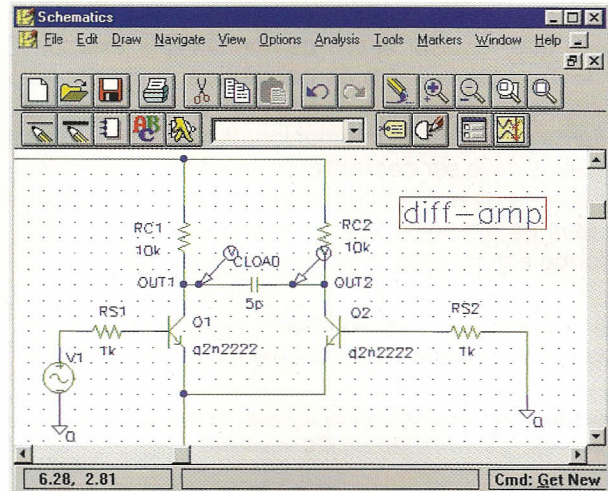 Schematics
File Edit Draw Navigate View Options Analysis Tools Markers Window Help
ABC
diff-amp
RC1
10k
RC2
10k
CLOAD
OUT1
OUT2
5p
RS1
1k
Q1
q2n2222
Q2
q2n2222
RS2
1k
V1
0
0
6.28, 2.81
Cmd: Get New